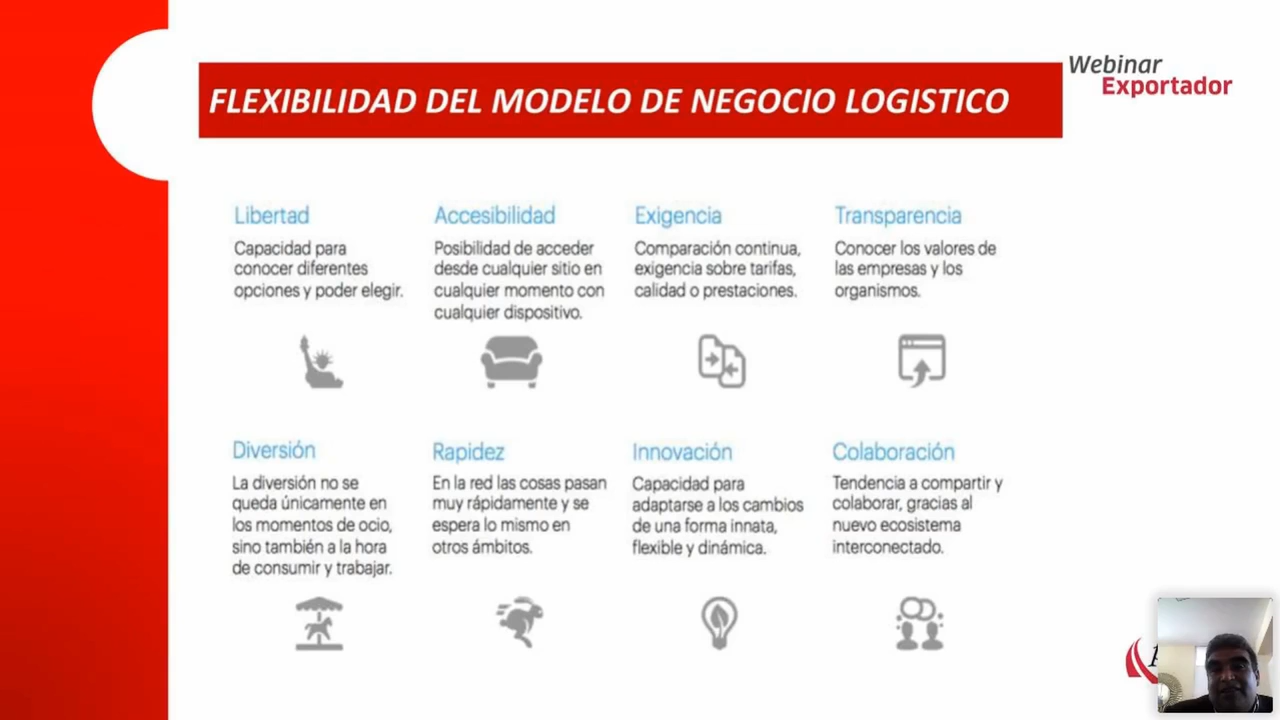 FLEXIBILIDAD DEL MODELO DE NEGOCIO LOGISTICO
Webinar
Exportador
Libertad
Capacidad para
conocer diferentes
opciones y poder elegir.
Accesibilidad
Posibilidad de acceder
desde cualquier sitio en
cualquier momento con
cualquier dispositivo.
Exigencia
Comparación continua,
exigencia sobre tarifas,
calidad o prestaciones.
Transparencia
Conocer los valores de
las empresas y los
organismos.
Diversión
La diversión no se
queda únicamente en
los momentos de ocio,
sino también a la hora
de consumir y trabajar.
Rapidez
En la red las cosas pasan
muy rápidamente y se
espera lo mismo en
otros ámbitos.
Innovación
Capacidad para
adaptarse a los cambios
de una forma innata,
flexible y dinámica.
Colaboración
Tendencia a compartir y
colaborar, gracias al
nuevo ecosistema
interconectado.